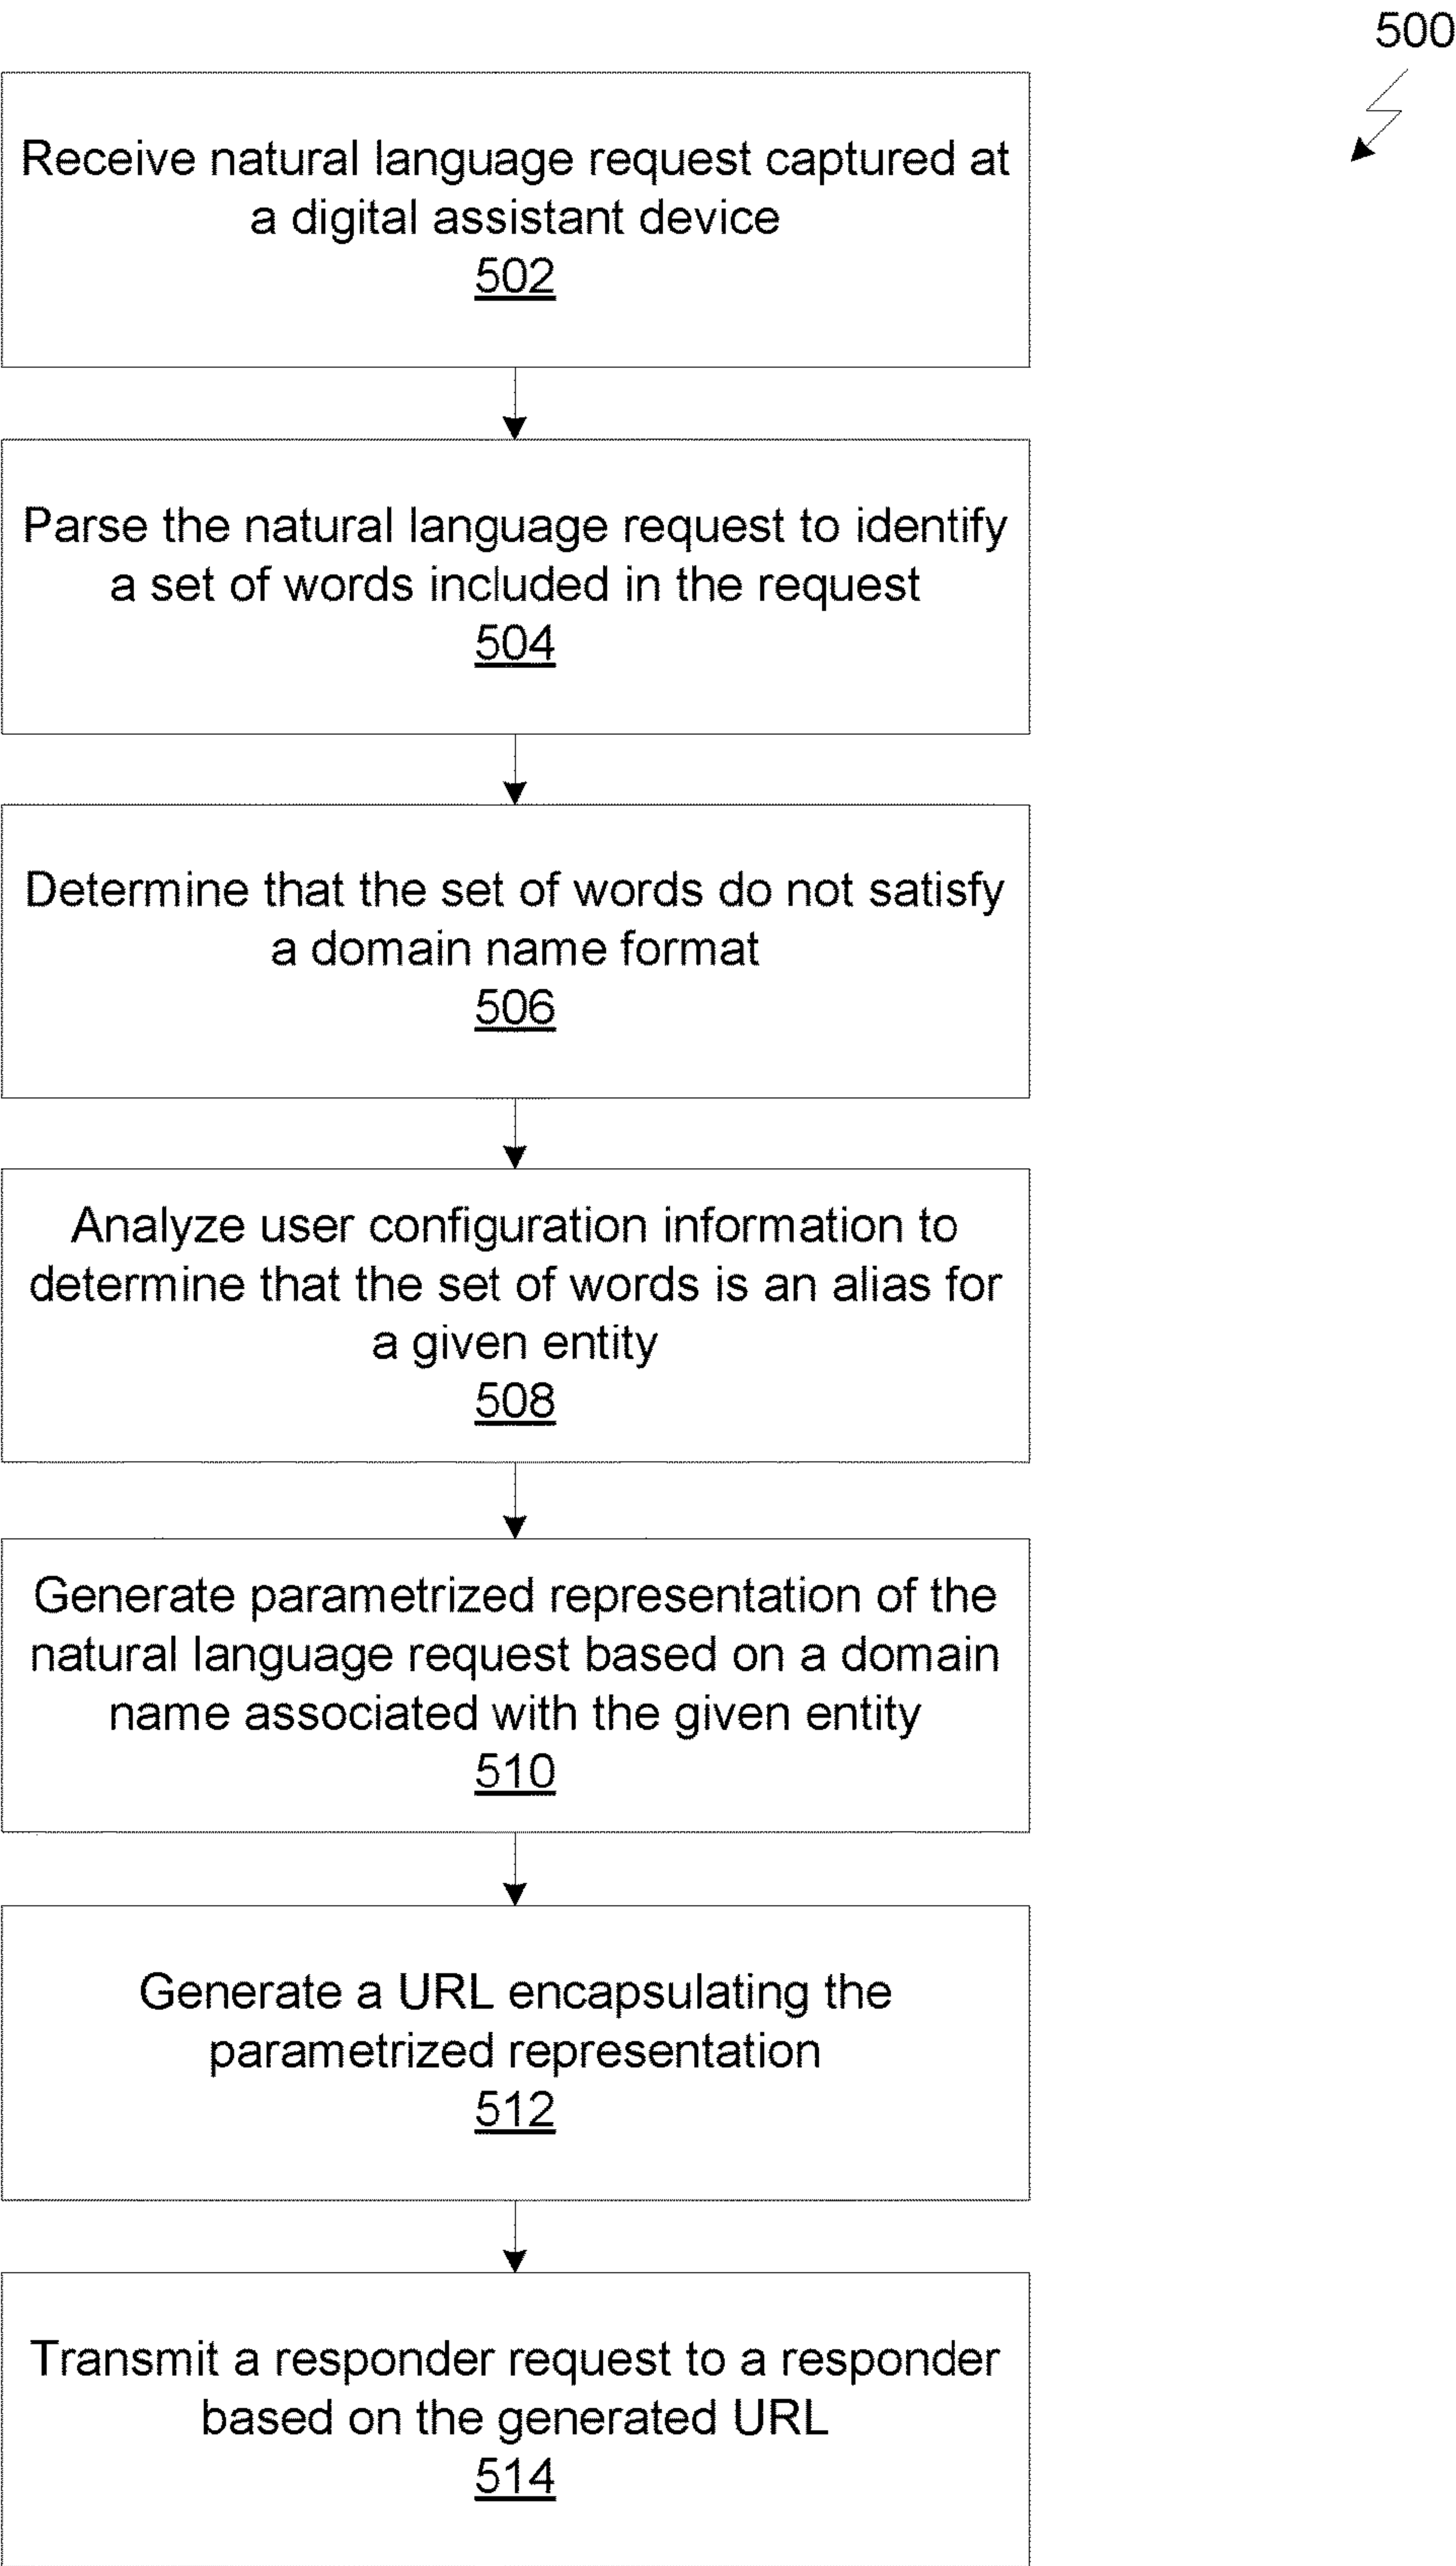 500
Receive natural language request captured at
a digital assistant device
502
Parse the natural language request to identify
a set of words included in the request
504
Determine that the set of words do not satisfy
a domain name format
506
Analyze user configuration information to
determine that the set of words is an alias for
a given entity
508
Generate parametrized representation of the
natural language request based on a domain
name associated with the given entity
510
Generate a URL encapsulating the
parametrized representation
512
Transmit a responder request to a responder
based on the generated URL
514